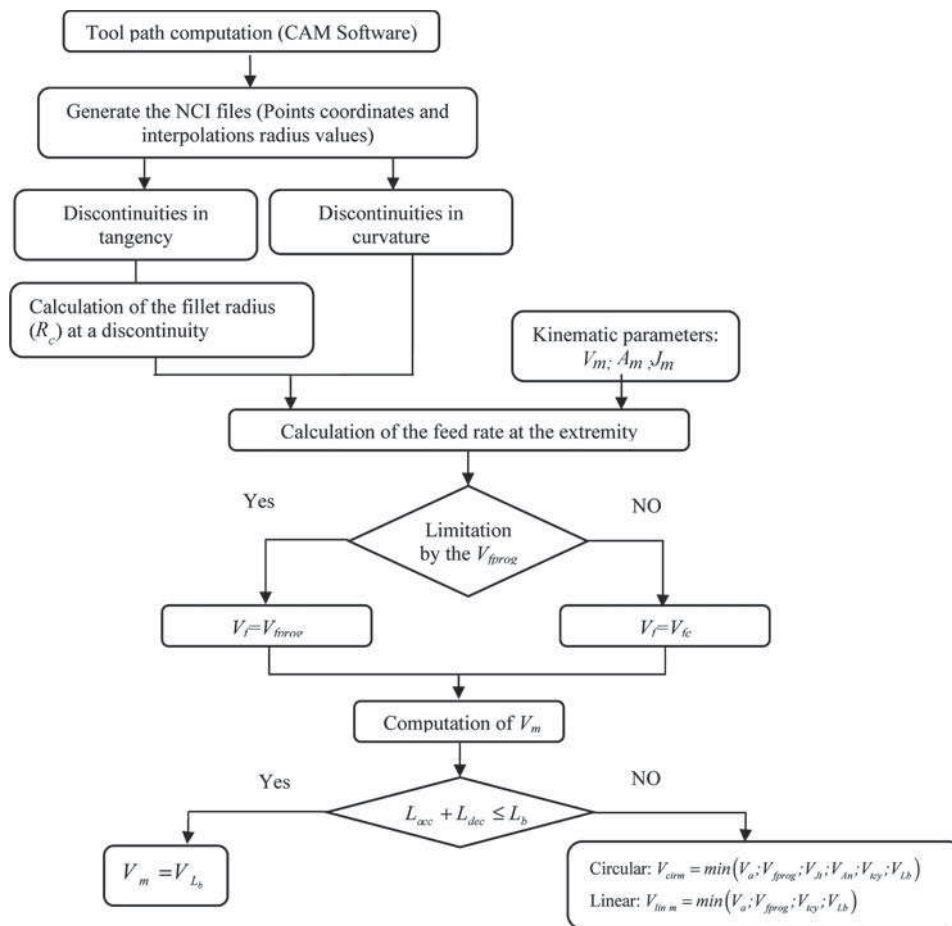 Tool path computation (CAM Software)
Generate the NCI files (Points coordinates and
interpolations radius values)
Discontinuities in
tangency
Discontinuities in
curvature
Calculation of the fillet radius
(R_c) at a discontinuity
Kinematic parameters:
V_m; A_m ,J_m
Calculation of the feed rate at the extremity
Yes
NO
Limitation
by the V_fprog
V_f=V_fprog
V_f=V_fc
Computation of V_m
Yes
NO
L_acc + L_dec ≤ L_b
V_m = V_{L_b}
Circular: V_cirm = min(V_a;V_fprog;V_Jt;V_An;V_tcy;V_Lb)
Linear: V_lin m = min(V_a;V_fprog;V_tcy;V_Lb)